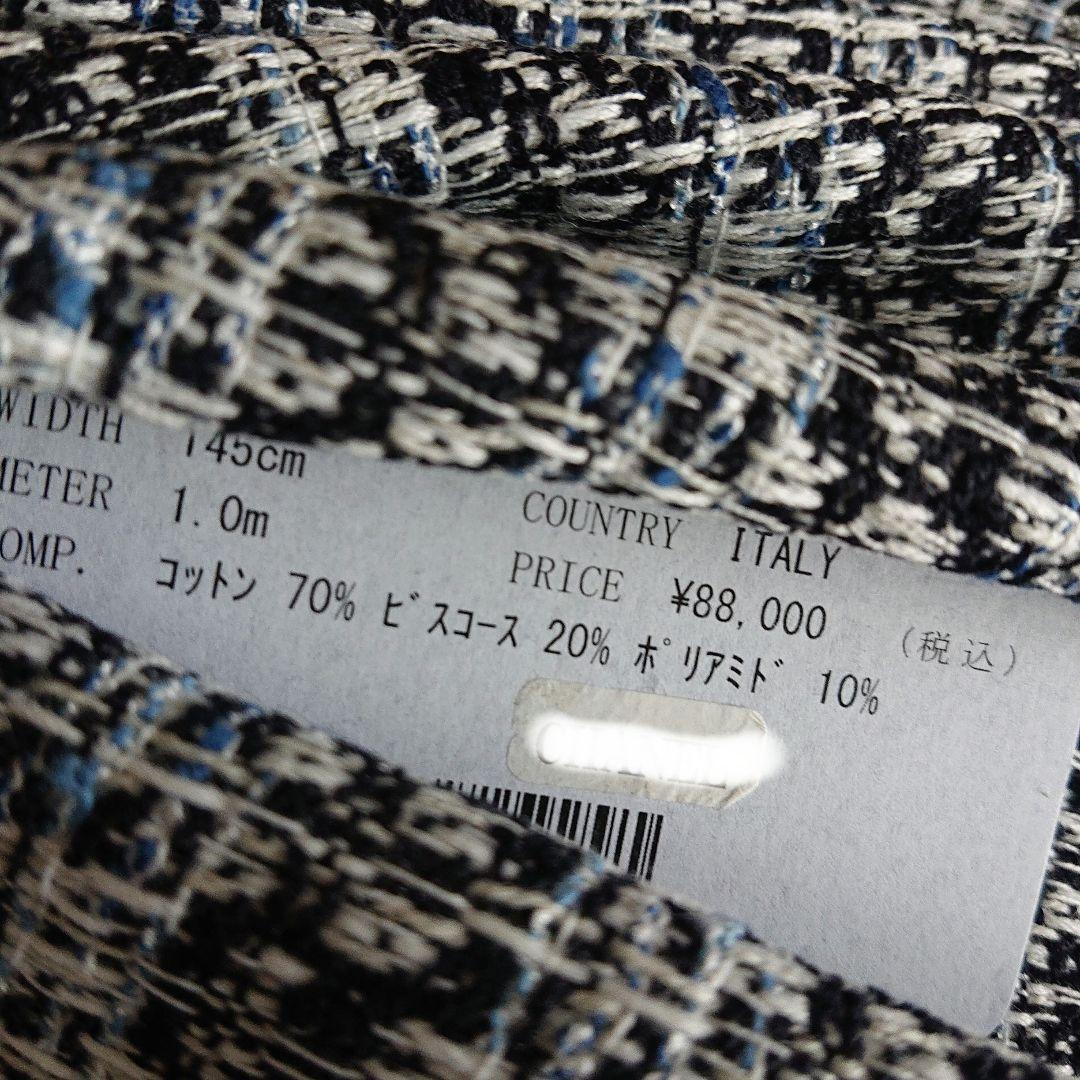 WIDTH 145cm
METER 1.0m
COUNTRY ITALY
COMP.
PRICE ¥88,000 (税込)
コットン 70% ビスコース 20% ポリアミド 10%